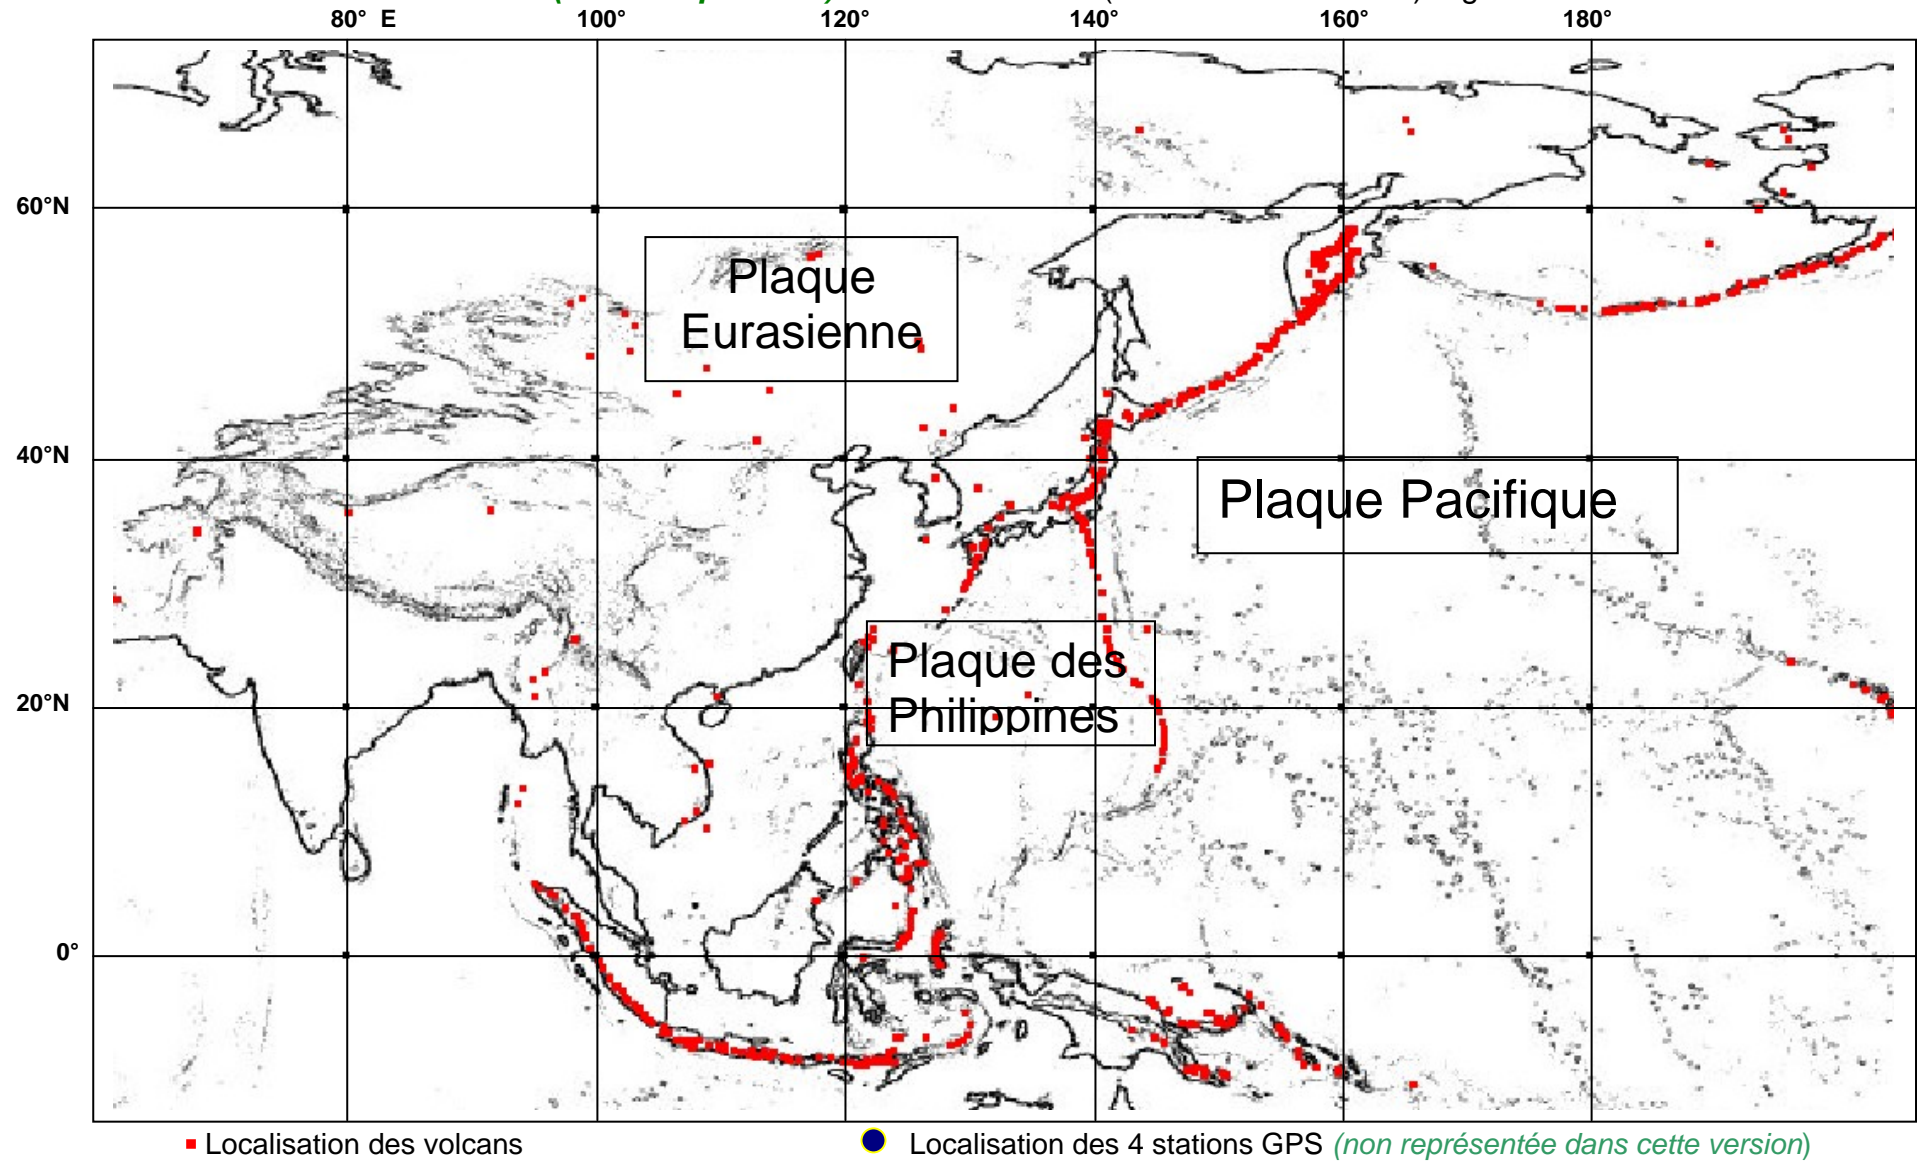 80° E 100° 120° 140° 160° 180°
60°N
Plaque
Eurasienne
40°N
Plaque Pacifique
Plaque des
Philippines
20°N
0°
Localisation des volcans
Localisation des 4 stations GPS (non représentée dans cette version)